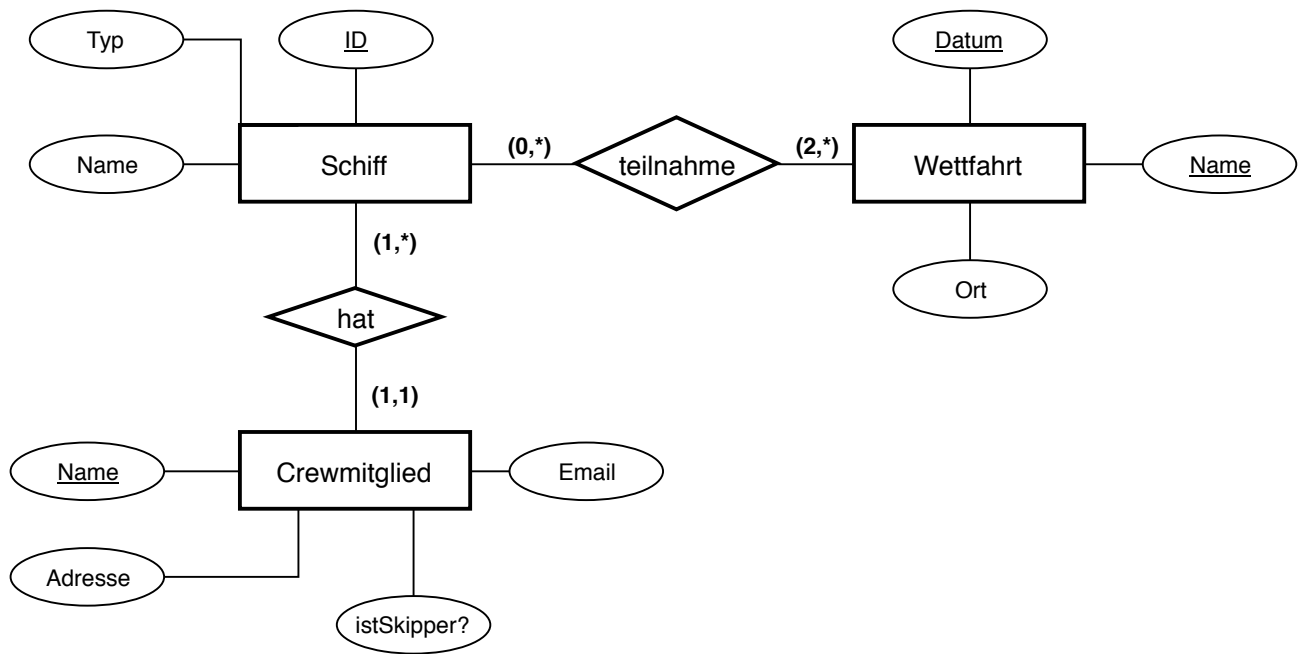 Typ
ID
Datum
Name
Schiff
(0,*)
teilnahme
(2,*)
Wettfahrt
Name
(1,*)
Ort
hat
(1,1)
Name
Crewmitglied
Email
Adresse
istSkipper?